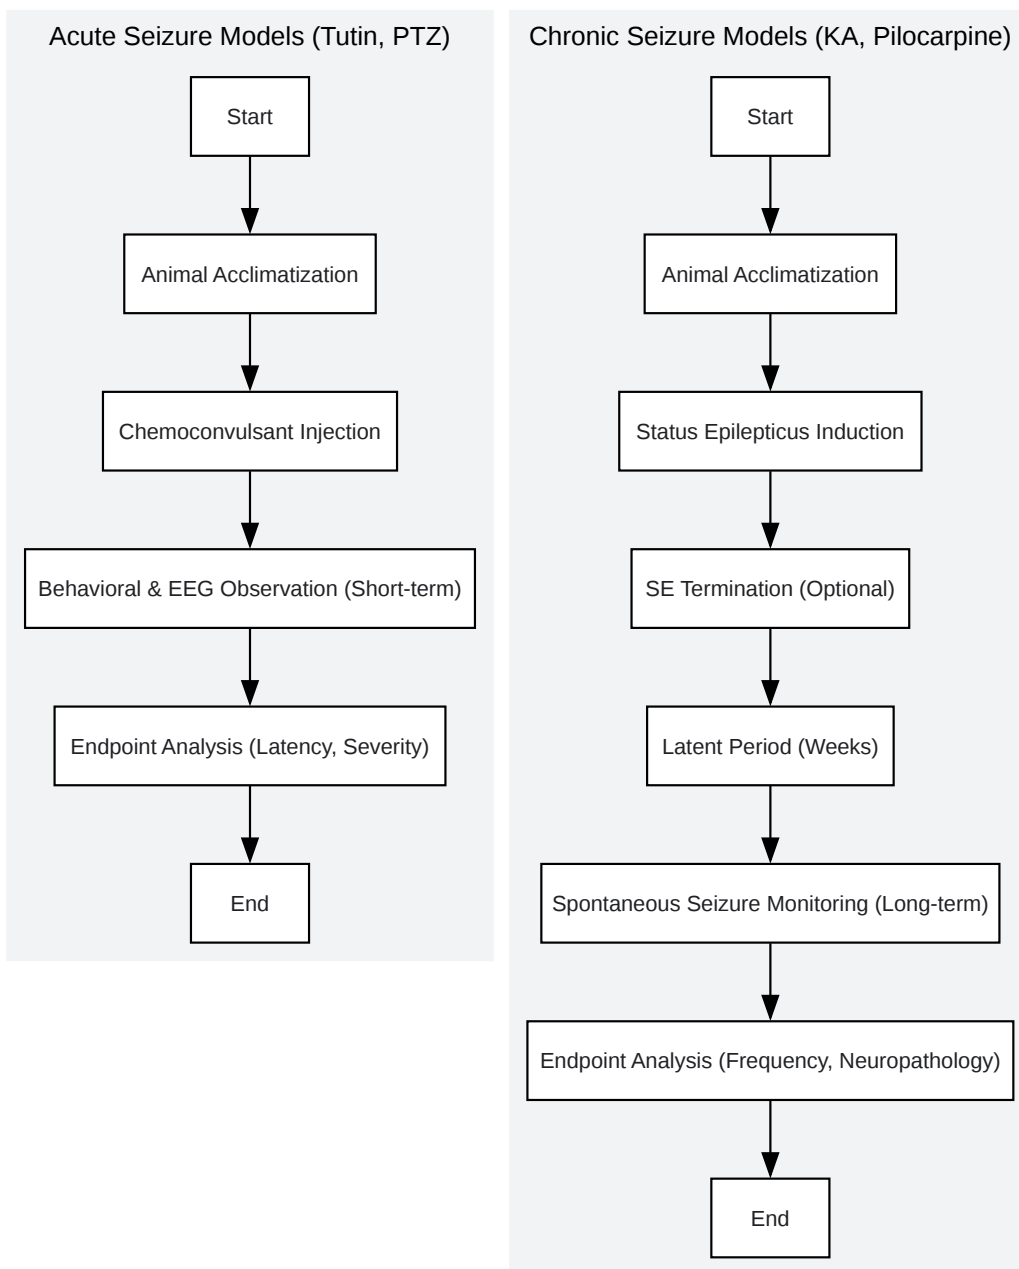 Acute Seizure Models (Tutin, PTZ)
Start
Animal Acclimatization
Chemoconvulsant Injection
Behavioral & EEG Observation (Short-term)
Endpoint Analysis (Latency, Severity)
End
Chronic Seizure Models (KA, Pilocarpine)
Start
Animal Acclimatization
Status Epilepticus Induction
SE Termination (Optional)
Latent Period (Weeks)
Spontaneous Seizure Monitoring (Long-term)
Endpoint Analysis (Frequency, Neuropathology)
End